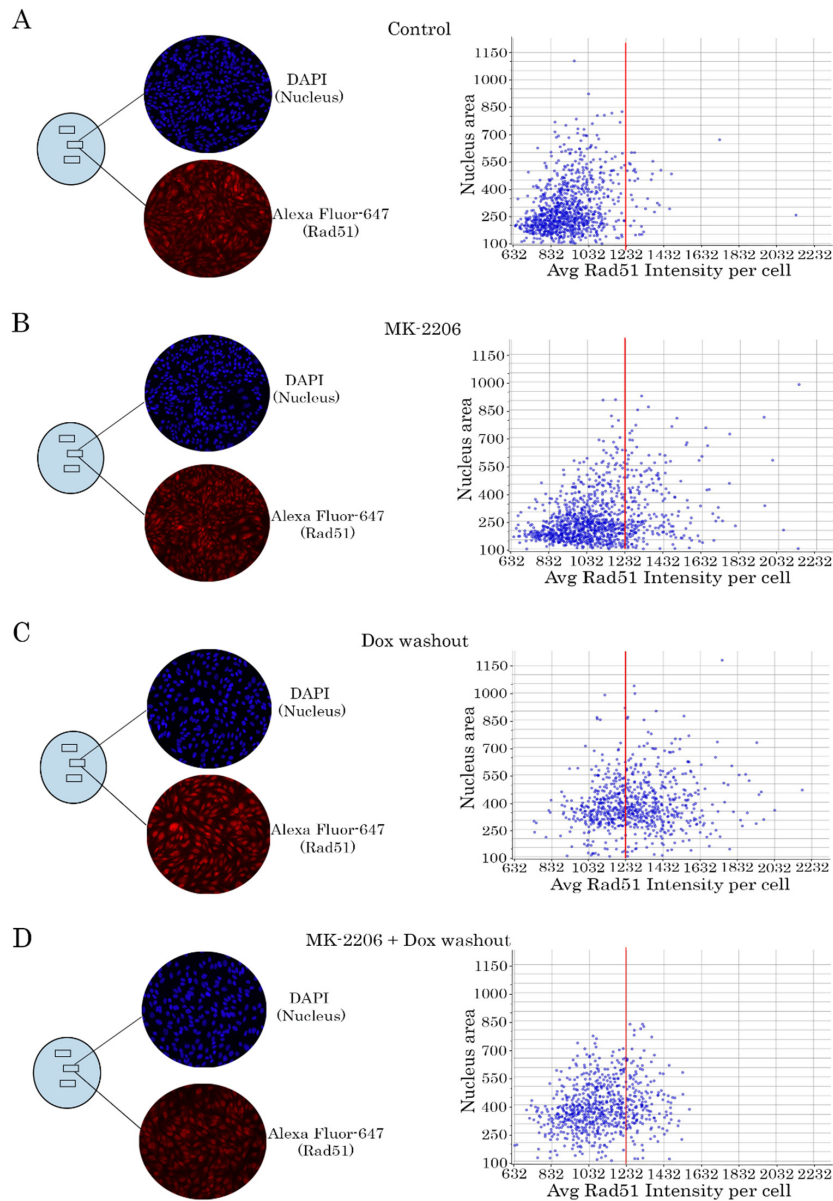 A
Control
DAPI
(Nucleus)
Alexa Fluor-647
(Rad51)
Nucleus area
1150
1000
850
700
550
400
250
100
632 832 1032 1232 1432 1632 1832 2032 2232
Avg Rad51 Intensity per cell
B
MK-2206
DAPI
(Nucleus)
Alexa Fluor-647
(Rad51)
Nucleus area
1150
1000
850
700
550
400
250
100
632 832 1032 1232 1432 1632 1832 2032 2232
Avg Rad51 Intensity per cell
C
Dox washout
DAPI
(Nucleus)
Alexa Fluor-647
(Rad51)
Nucleus area
1150
1000
850
700
550
400
250
100
632 832 1032 1232 1432 1632 1832 2032 2232
Avg Rad51 Intensity per cell
D
MK-2206 + Dox washout
DAPI
(Nucleus)
Alexa Fluor-647
(Rad51)
Nucleus area
1150
1000
850
700
550
400
250
100
632 832 1032 1232 1432 1632 1832 2032 2232
Avg Rad51 Intensity per cell